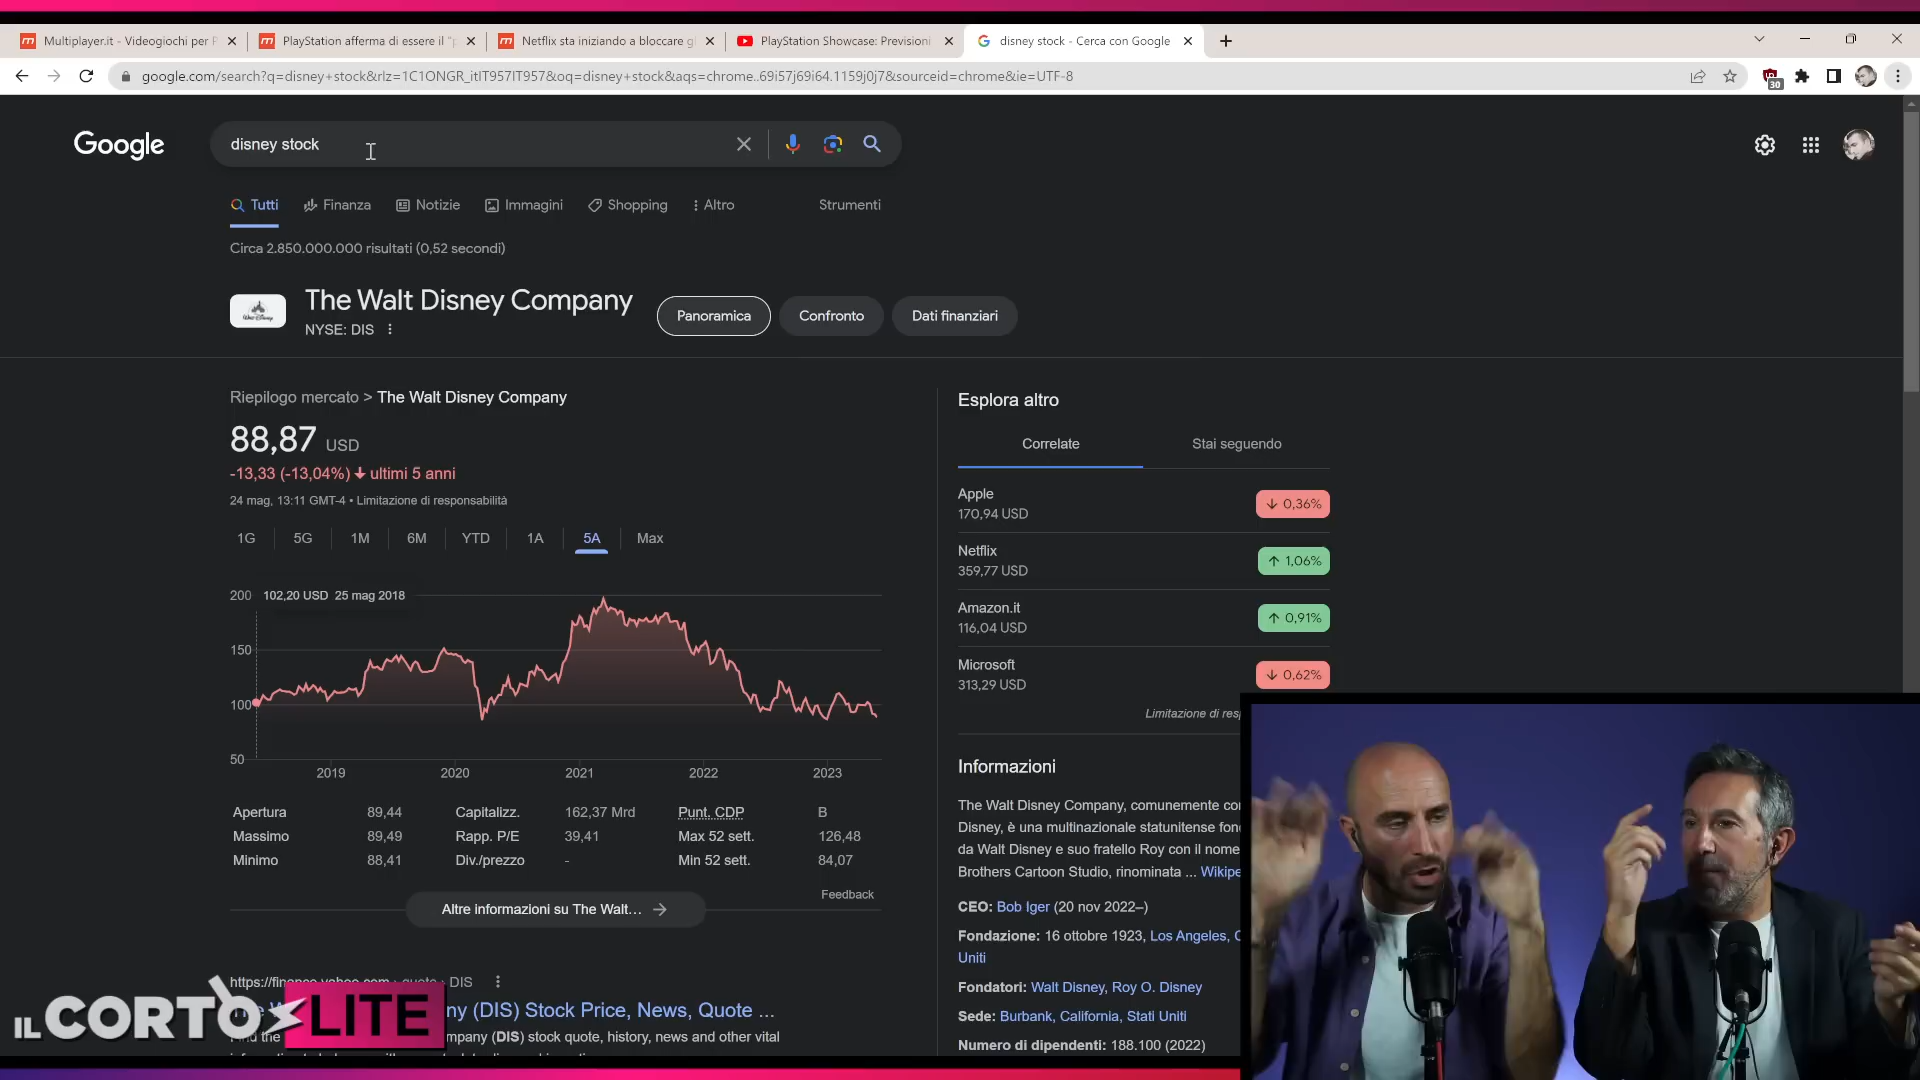 Multiplayer.it - Videogiochi per P
PlayStation afferma di essere il "p
Netflix sta iniziando a bloccare gl
PlayStation Showcase: Previsioni
disney stock - Cerca con Google
google.com/search?q=disney+stock&rlz=1C1ONGR_itIT957IT957&oq=disney+stock&aqs=chrome..69i57j69i64.1159j0j7&sourceid=chrome&ie=UTF-8
30
Google
disney stock
Tutti
Finanza
Notizie
Immagini
Shopping
Altro
Strumenti
Circa 2.850.000.000 risultati (0,52 secondi)
The Walt Disney Company
NYSE: DIS
Panoramica
Confronto
Dati finanziari
Riepilogo mercato > The Walt Disney Company
88,87 USD
-13,33 (-13,04%) ultimi 5 anni
24 mag, 13:11 GMT-4 • Limitazione di responsabilità
1G 5G 1M 6M YTD 1A 5A Max
200
102,20 USD 25 mag 2018
150
100
50
2019 2020 2021 2022 2023
Apertura 89,44 Capitalizz. 162,37 Mrd Punt. CDP B
Massimo 89,49 Rapp. P/E 39,41 Max 52 sett. 126,48
Minimo 88,41 Div./prezzo - Min 52 sett. 84,07
Feedback
Altre informazioni su The Walt…
https://finance.yahoo.com › quote › DIS
ny (DIS) Stock Price, News, Quote ...
mpany (DIS) stock quote, history, news and other vital
IL CORTO LITE
Esplora altro
Correlate
Stai seguendo
Apple
170,94 USD
0,36%
Netflix
359,77 USD
1,06%
Amazon.it
116,04 USD
0,91%
Microsoft
313,29 USD
0,62%
Limitazione di resp
Informazioni
The Walt Disney Company, comunemente co
Disney, è una multinazionale statunitense fon
da Walt Disney e suo fratello Roy con il nome
Brothers Cartoon Studio, rinominata ... Wikipe
CEO: Bob Iger (20 nov 2022–)
Fondazione: 16 ottobre 1923, Los Angeles, C
Uniti
Fondatori: Walt Disney, Roy O. Disney
Sede: Burbank, California, Stati Uniti
Numero di dipendenti: 188.100 (2022)